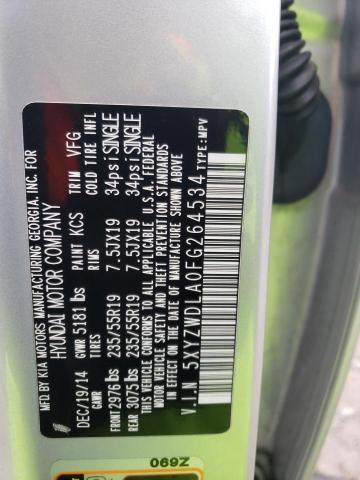 MFD. BY KIA MOTORS MANUFACTURING GEORGIA, INC. FOR
HYUNDAI MOTOR COMPANY
DEC/19/14 GVWR 5181 lbs PAINT KCS TRIM VFG
GAWR TIRES COLD TIRE INFL
FRONT 2976 lbs 235/55R19 7.5JX19 34psi SINGLE
REAR 3075 lbs 235/55R19 7.5JX19 34psi SINGLE
THIS VEHICLE CONFORMS TO ALL APPLICABLE U.S.A. FEDERAL
MOTOR VEHICLE SAFETY AND THEFT PREVENTION STANDARDS
IN EFFECT ON THE DATE OF MANUFACTURE SHOWN ABOVE
V.I.N 5XYZWDLA0FG264534 TYPE:MPV
069Z